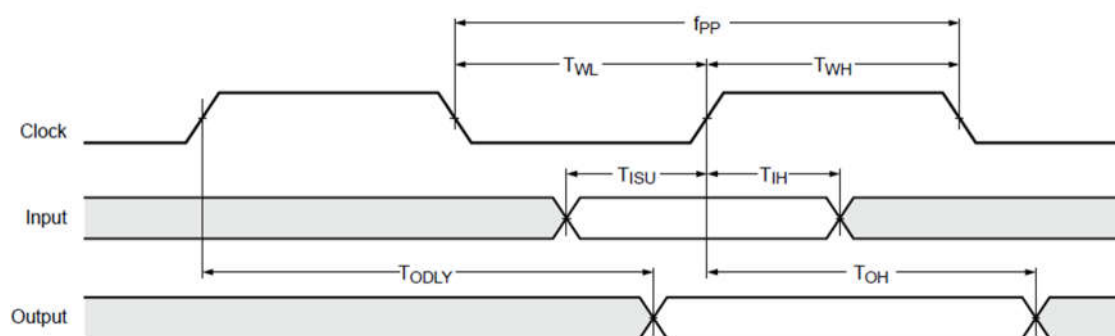 fPP
TWL TWH
Clock
TISU TIH
Input
TODLY TOH
Output